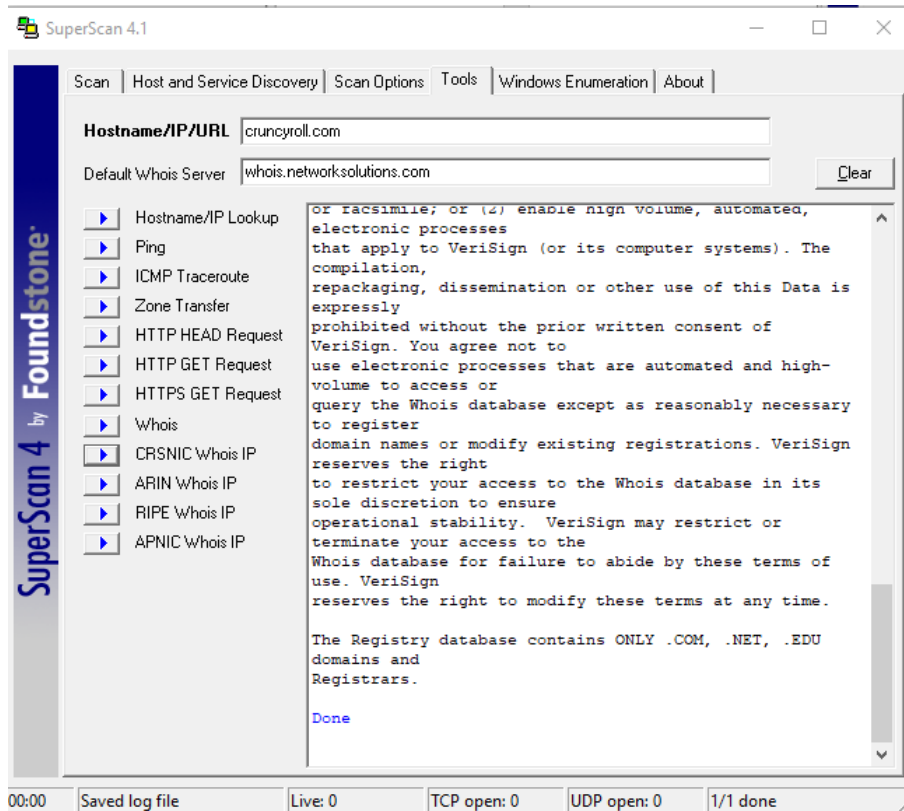 SuperScan 4.1
Scan
Host and Service Discovery
Scan Options
Tools
Windows Enumeration
About
Hostname/IP/URL
cruncyroll.com
Default Whois Server
whois.networksolutions.com
Clear
SuperScan 4 by Foundstone
Hostname/IP Lookup
Ping
ICMP Traceroute
Zone Transfer
HTTP HEAD Request
HTTP GET Request
HTTPS GET Request
Whois
CRSNIC Whois IP
ARIN Whois IP
RIPE Whois IP
APNIC Whois IP
or facsimile; or (2) enable high volume, automated,
electronic processes
that apply to VeriSign (or its computer systems). The
compilation,
repackaging, dissemination or other use of this Data is
expressly
prohibited without the prior written consent of
VeriSign. You agree not to
use electronic processes that are automated and high-
volume to access or
query the Whois database except as reasonably necessary
to register
domain names or modify existing registrations. VeriSign
reserves the right
to restrict your access to the Whois database in its
sole discretion to ensure
operational stability.  VeriSign may restrict or
terminate your access to the
Whois database for failure to abide by these terms of
use. VeriSign
reserves the right to modify these terms at any time.
The Registry database contains ONLY .COM, .NET, .EDU
domains and
Registrars.
Done
00:00
Saved log file
Live: 0
TCP open: 0
UDP open: 0
1/1 done